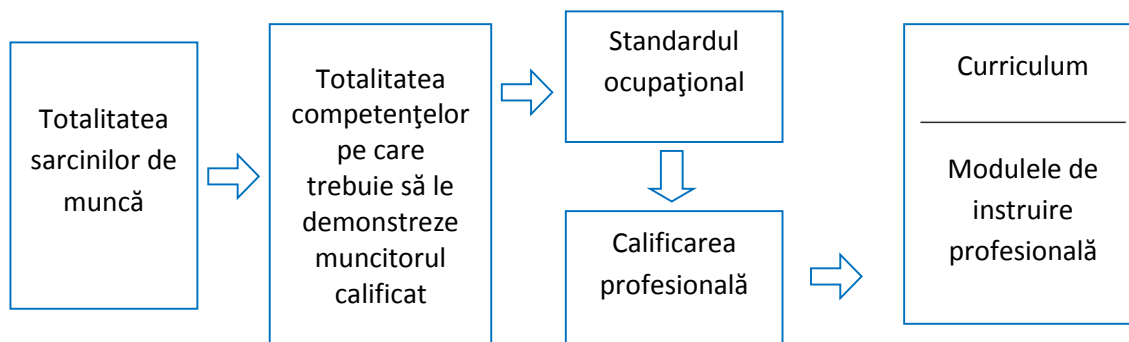 Totalitatea
sarcinilor de
muncă
Totalitatea
competenţelor
pe care
trebuie să le
demonstreze
muncitorul
calificat
Standardul
ocupaţional
Calificarea
profesională
Curriculum
Modulele de
instruire
profesională